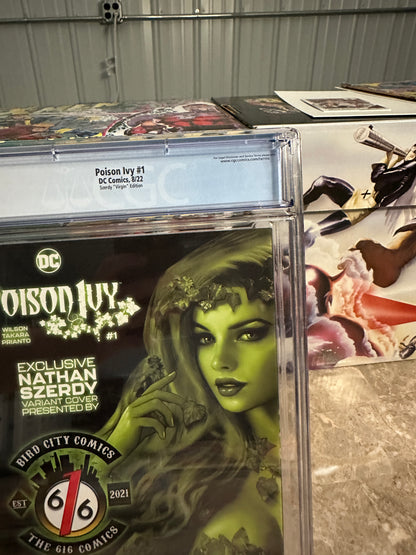 Poison Ivy #1
DC Comics, 8/22
Szerdy "Virgin" Edition
DC
OISON IVY
WILSON
TAKARA
PRIANTO
#1
EXCLUSIVE
NATHAN
SZERDY
VARIANT COVER
PRESENTED BY
BIRD CITY COMICS
EST
616
2021
THE 616 COMICS